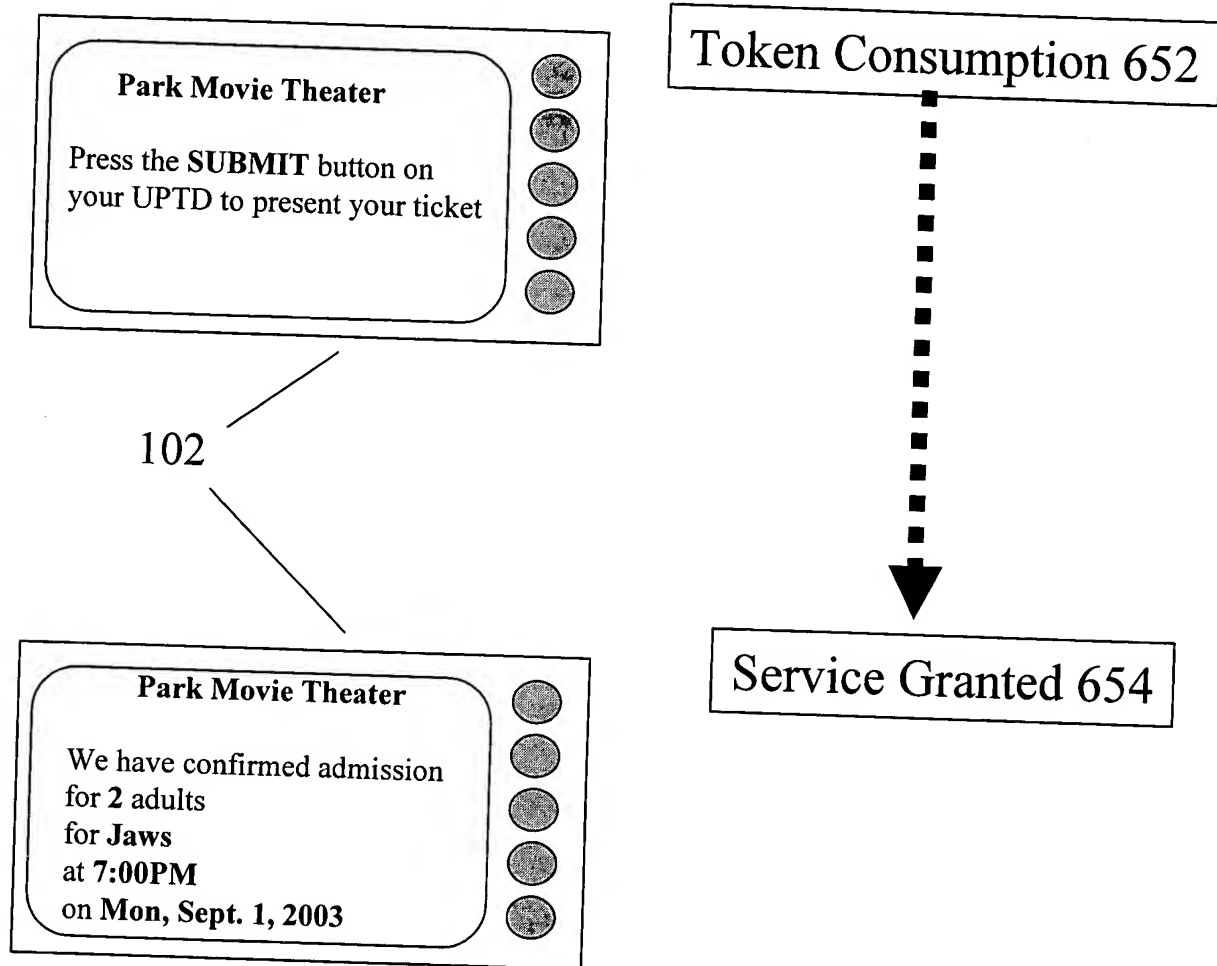 Park Movie Theater
Press the SUBMIT button on
your UPTD to present your ticket
Token Consumption 652
102
Park Movie Theater
We have confirmed admission
for 2 adults
for Jaws
at 7:00PM
on Mon, Sept. 1, 2003
Service Granted 654